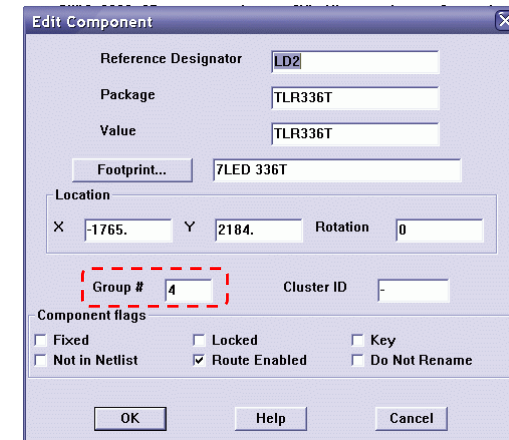 Edit Component
Reference Designator LD2
Package TLR336T
Value TLR336T
Footprint... 7LED 336T
Location
X -1765. Y 2184. Rotation 0
Group # 4 Cluster ID -
Component flags
Fixed Locked Key
Not in Netlist Route Enabled Do Not Rename
OK Help Cancel